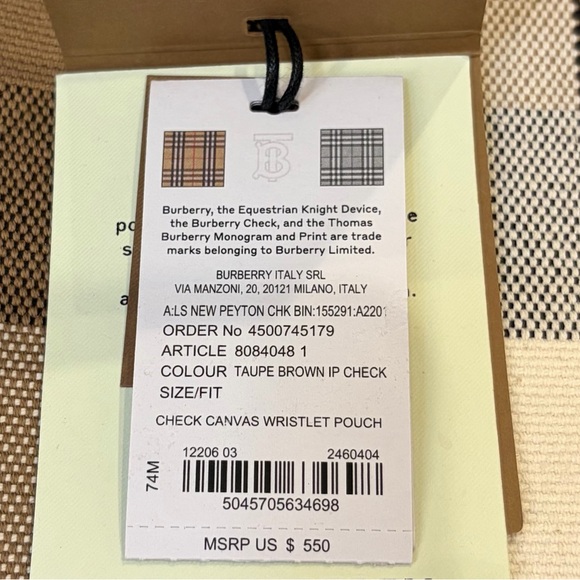 Burberry, the Equestrian Knight Device,
the Burberry Check, and the Thomas
Burberry Monogram and Print are trade
marks belonging to Burberry Limited.
BURBERRY ITALY SRL
VIA MANZONI, 20, 20121 MILANO, ITALY
A:LS NEW PEYTON CHK BIN:155291:A2201
ORDER No 4500745179
ARTICLE 8084048 1
COLOUR TAUPE BROWN IP CHECK
SIZE/FIT
CHECK CANVAS WRISTLET POUCH
12206 03 2460404
74M
5045705634698
MSRP US $ 550